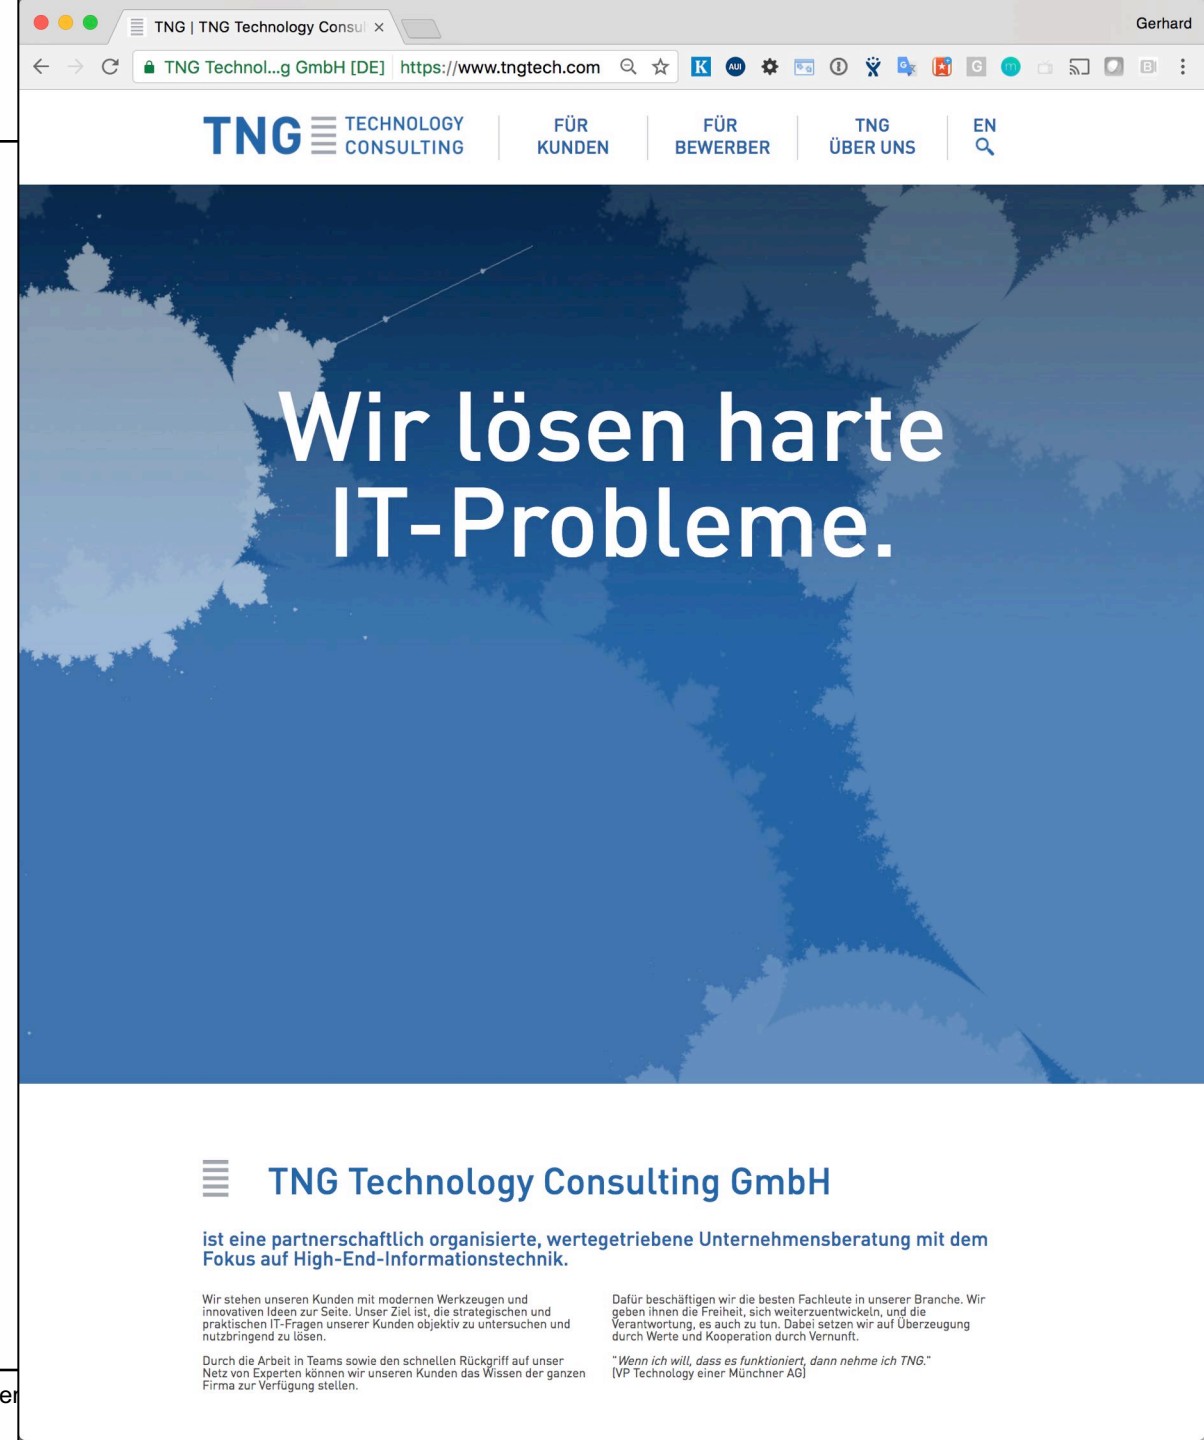 TNG | TNG Technology Consul
Gerhard
TNG Technol...g GmbH [DE] https://www.tngtech.com
TNG TECHNOLOGY CONSULTING
FÜR KUNDEN
FÜR BEWERBER
TNG ÜBER UNS
EN
Wir lösen harte
IT-Probleme.
TNG Technology Consulting GmbH
ist eine partnerschaftlich organisierte, wertegetriebene Unternehmensberatung mit dem
Fokus auf High-End-Informationstechnik.
Wir stehen unseren Kunden mit modernen Werkzeugen und
innovativen Ideen zur Seite. Unser Ziel ist, die strategischen und
praktischen IT-Fragen unserer Kunden objektiv zu untersuchen und
nutzbringend zu lösen.
Durch die Arbeit in Teams sowie den schnellen Rückgriff auf unser
Netz von Experten können wir unseren Kunden das Wissen der ganzen
Firma zur Verfügung stellen.
Dafür beschäftigen wir die besten Fachleute in unserer Branche. Wir
geben ihnen die Freiheit, sich weiterzuentwickeln, und die
Verantwortung, es auch zu tun. Dabei setzen wir auf Überzeugung
durch Werte und Kooperation durch Vernunft.
"Wenn ich will, dass es funktioniert, dann nehme ich TNG."
[VP Technology einer Münchner AG]
er